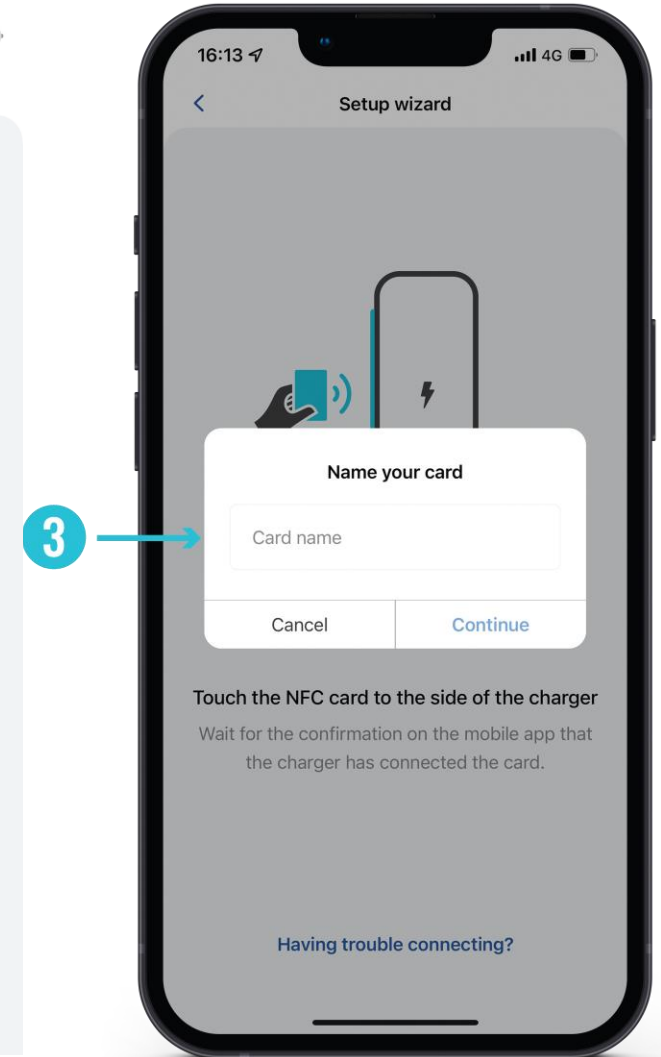 16:13
4G
Setup wizard
3
Name your card
Card name
Cancel Continue
Touch the NFC card to the side of the charger
Wait for the confirmation on the mobile app that
the charger has connected the card.
Having trouble connecting?